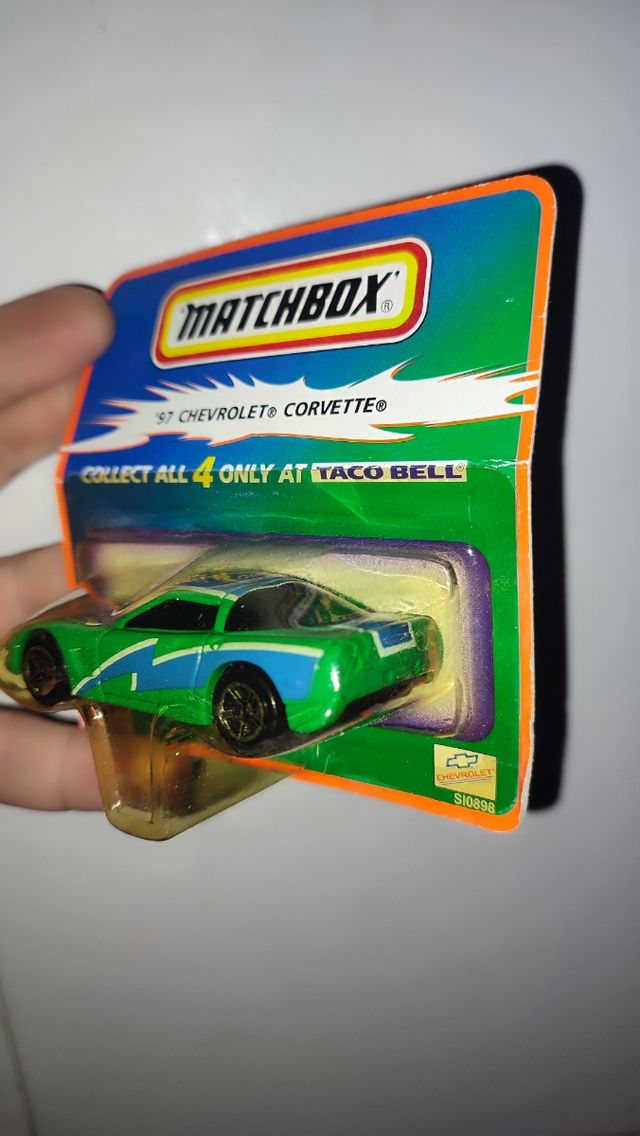 MATCHBOX®
'97 CHEVROLET® CORVETTE®
COLLECT ALL 4 ONLY AT TACO BELL®
CHEVROLET
SI0898